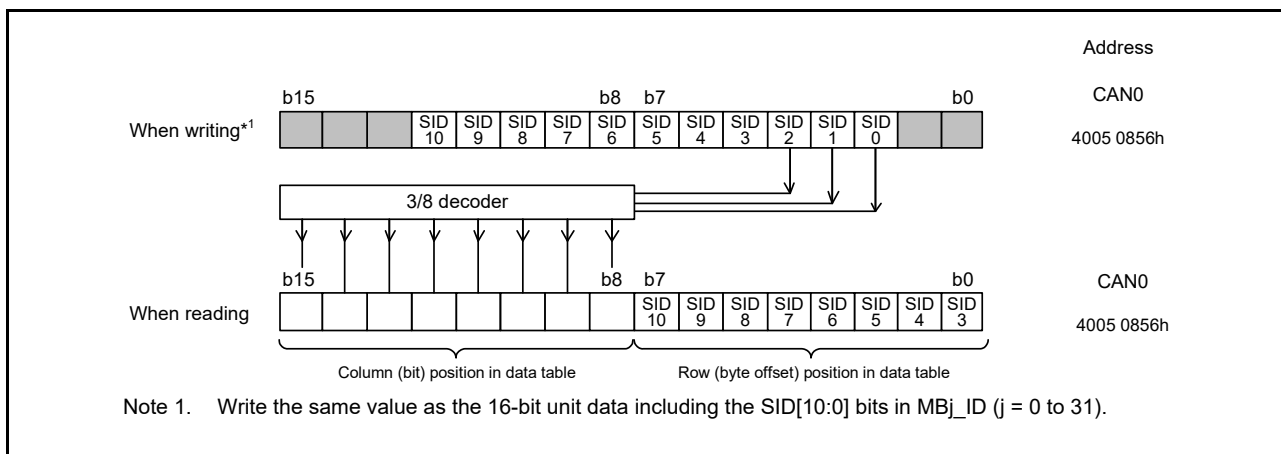 Address
b15 b8 b7 b0 CAN0
When writing*1 SID 10 SID 9 SID 8 SID 7 SID 6 SID 5 SID 4 SID 3 SID 2 SID 1 SID 0 4005 0856h
3/8 decoder
b15 b8 b7 b0 CAN0
When reading SID 10 SID 9 SID 8 SID 7 SID 6 SID 5 SID 4 SID 3 4005 0856h
Column (bit) position in data table Row (byte offset) position in data table
Note 1. Write the same value as the 16-bit unit data including the SID[10:0] bits in MBj_ID (j = 0 to 31).